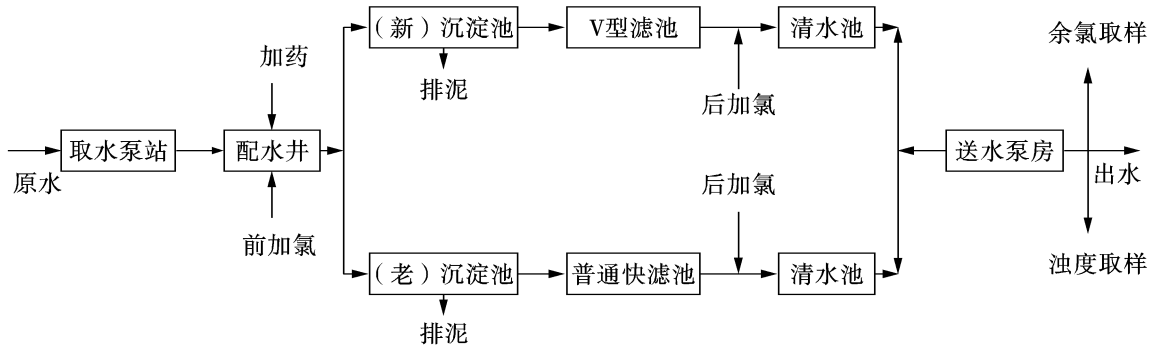 (新)沉淀池
V型滤池
清水池
余氯取样
加药
排泥
后加氯
取水泵站
配水井
送水泵房
原水
出水
后加氯
前加氯
(老)沉淀池
普通快滤池
清水池
浊度取样
排泥